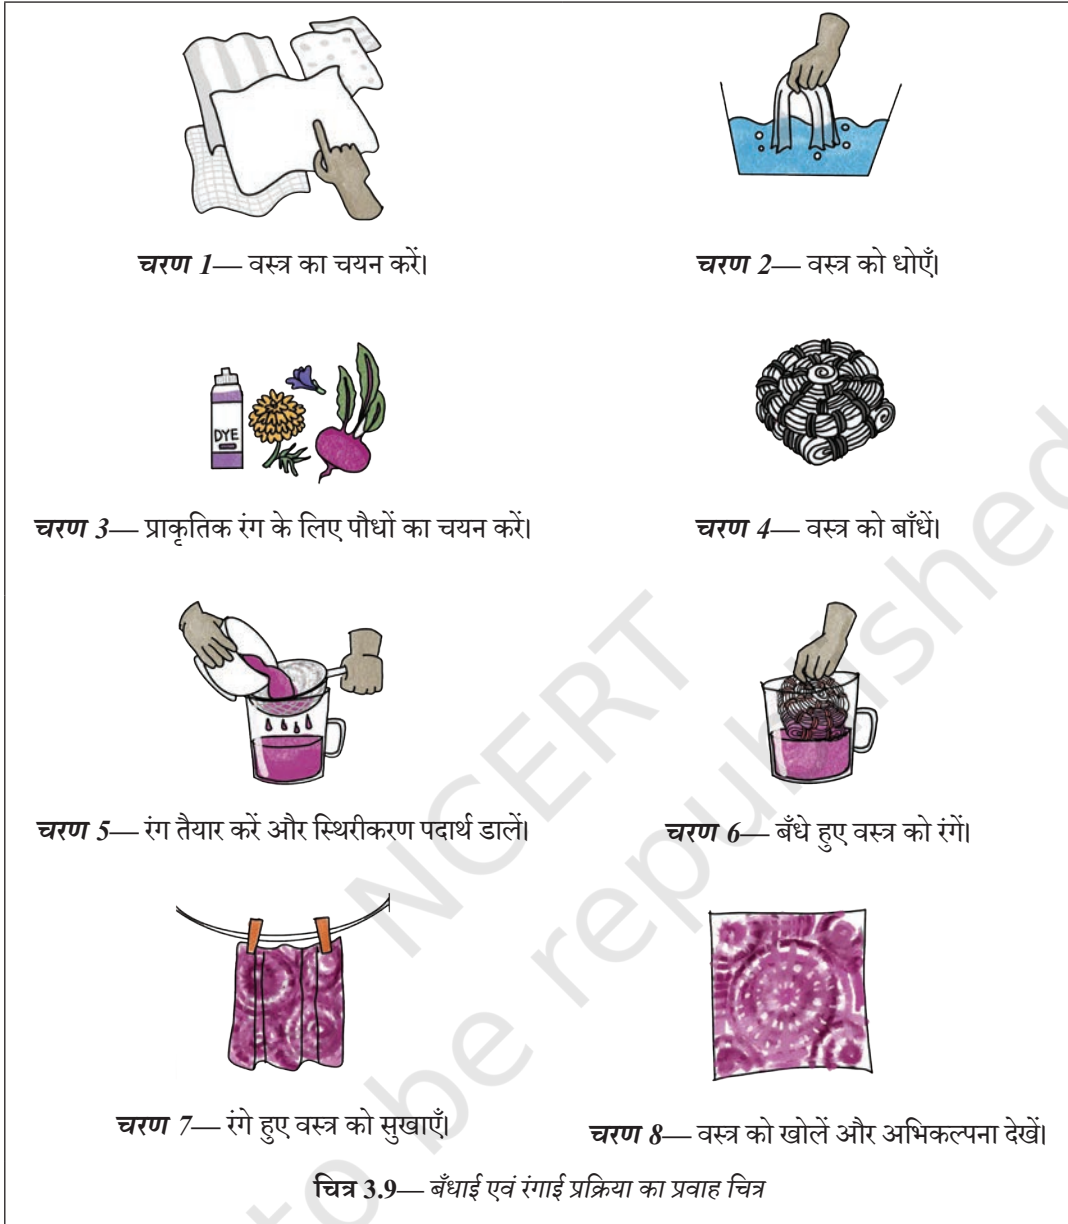 चरण 1— वस्त्र का चयन करें।
चरण 2— वस्त्र को धोएँ।
DYE
चरण 3— प्राकृतिक रंग के लिए पौधों का चयन करें।
चरण 4— वस्त्र को बाँधें।
चरण 5— रंग तैयार करें और स्थिरीकरण पदार्थ डालें।
चरण 6— बँधे हुए वस्त्र को रंगें।
चरण 7— रंगे हुए वस्त्र को सुखाएँ।
चरण 8— वस्त्र को खोलें और अभिकल्पना देखें।
चित्र 3.9— बँधाई एवं रंगाई प्रक्रिया का प्रवाह चित्र
NCERT
to be republished